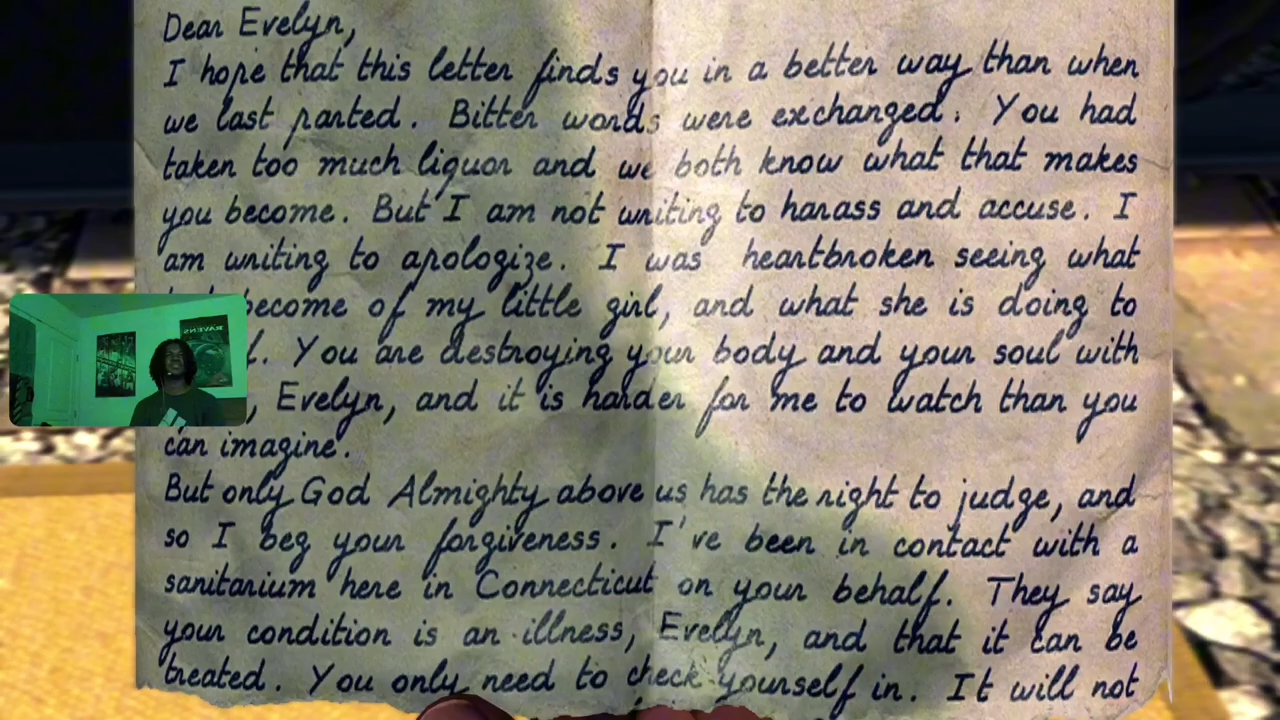 Dear Evelyn,
I hope that this letter finds you in a better way than when
we last parted. Bitter words were exchanged. You had
taken too much liquor and we both know what that makes
you become. But I am not writing to harass and accuse. I
am writing to apologize. I was heartbroken seeing what
become of my little girl, and what she is doing to
You are destroying your body and your soul with
, Evelyn, and it is harder for me to watch than you
can imagine.
But only God Almighty above us has the right to judge, and
so I beg your forgiveness. I've been in contact with a
sanitarium here in Connecticut on your behalf. They say
your condition is an illness, Evelyn, and that it can be
treated. You only need to check yourself in. It will not
RAVENS